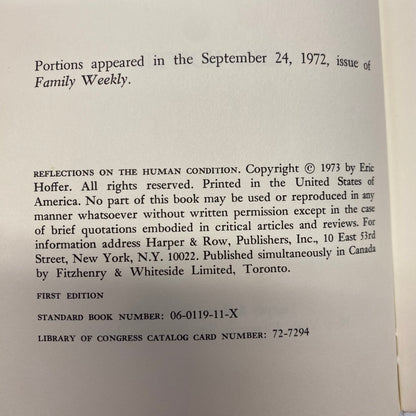 Portions appeared in the September 24, 1972, issue of
Family Weekly.
REFLECTIONS ON THE HUMAN CONDITION. Copyright © 1973 by Eric
Hoffer. All rights reserved. Printed in the United States of
America. No part of this book may be used or reproduced in any
manner whatsoever without written permission except in the case
of brief quotations embodied in critical articles and reviews. For
information address Harper & Row, Publishers, Inc., 10 East 53rd
Street, New York, N.Y. 10022. Published simultaneously in Canada
by Fitzhenry & Whiteside Limited, Toronto.
FIRST EDITION
STANDARD BOOK NUMBER: 06-0119-11-X
LIBRARY OF CONGRESS CATALOG CARD NUMBER: 72-7294